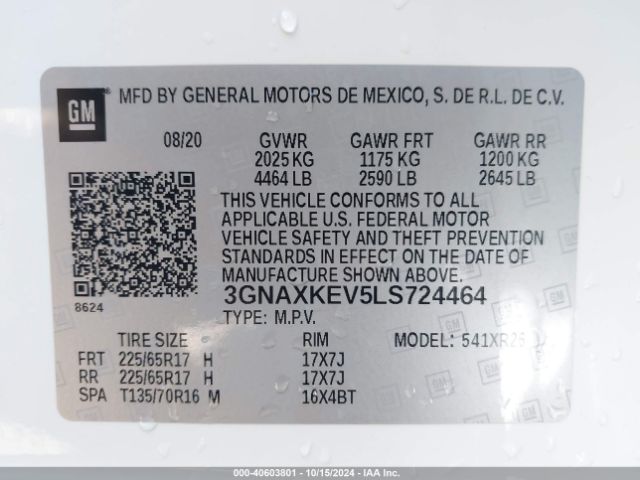 GM MFD BY GENERAL MOTORS DE MEXICO, S. DE R.L. DE C.V.
08/20 GVWR GAWR FRT GAWR RR
2025 KG 1175 KG 1200 KG
4464 LB 2590 LB 2645 LB
THIS VEHICLE CONFORMS TO ALL
APPLICABLE U.S. FEDERAL MOTOR
VEHICLE SAFETY AND THEFT PREVENTION
STANDARDS IN EFFECT ON THE DATE OF
MANUFACTURE SHOWN ABOVE.
8624 3GNAXKEV5LS724464
TYPE: M.P.V.
TIRE SIZE RIM MODEL: 541XR26
FRT 225/65R17 H 17X7J
RR 225/65R17 H 17X7J
SPA T135/70R16 M 16X4BT
000-40603801 - 10/15/2024 - IAA Inc.